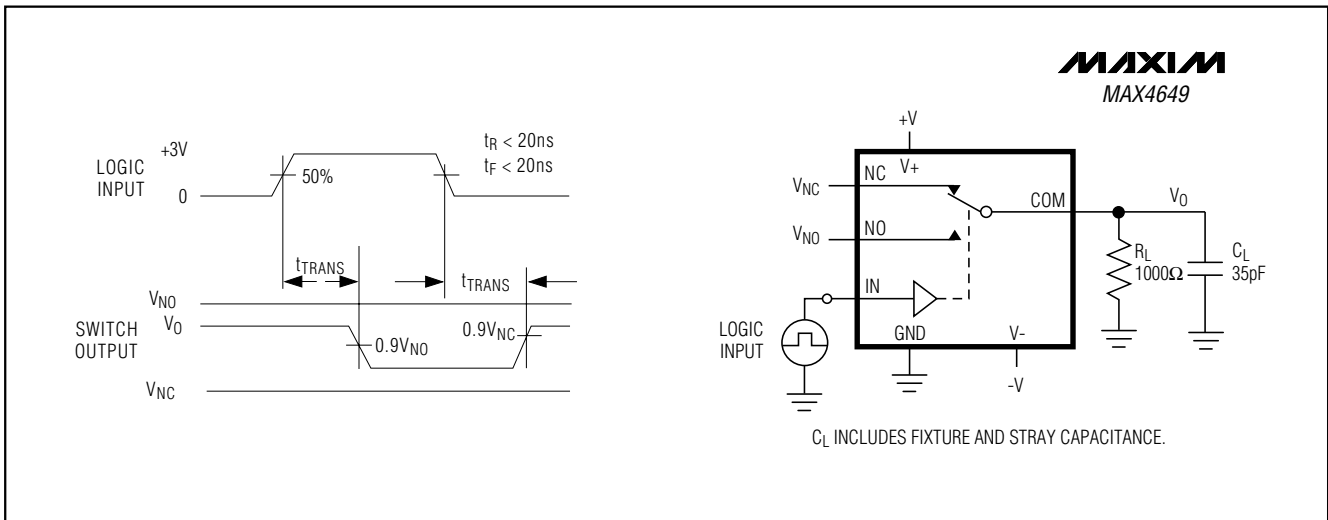 MAXIM
MAX4649
LOGIC
INPUT
+3V
0
50%
tR < 20ns
tF < 20ns
tTRANS
tTRANS
VNO
SWITCH
OUTPUT
VO
0.9VNO
0.9VNC
VNC
+V
V+
VNC
NC
COM
VO
VNO
NO
RL
1000Ω
CL
35pF
IN
LOGIC
INPUT
GND
V-
-V
CL INCLUDES FIXTURE AND STRAY CAPACITANCE.